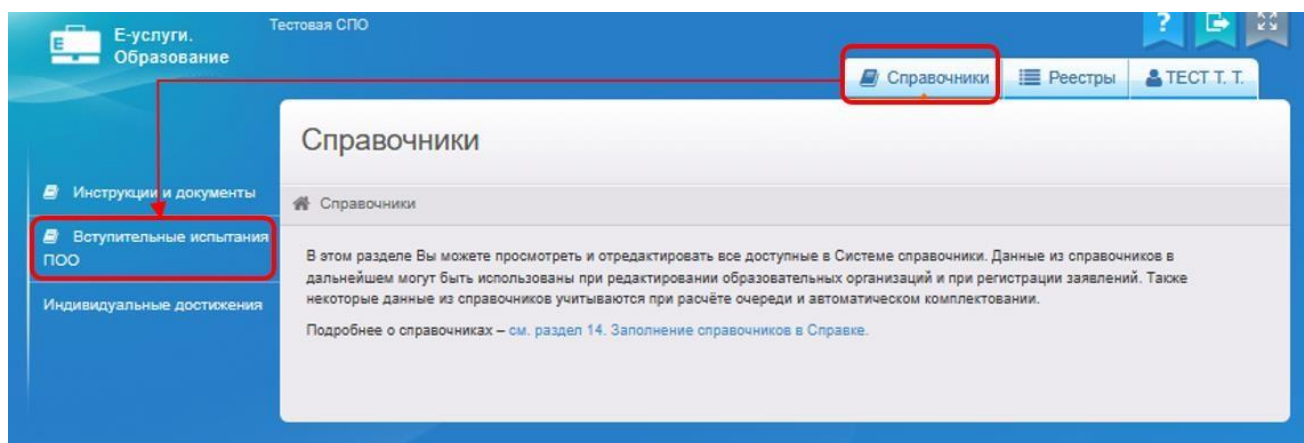 Е-услуги.
Образование
Тестовая СПО
?
Справочники
Реестры
ТЕСТ Т. Т.
Инструкции и документы
Вступительные испытания
ПОО
Индивидуальные достижения
Справочники
Справочники
В этом разделе Вы можете просмотреть и отредактировать все доступные в Системе справочники. Данные из справочников в
дальнейшем могут быть использованы при редактировании образовательных организаций и при регистрации заявлений. Также
некоторые данные из справочников учитываются при расчёте очереди и автоматическом комплектовании.
Подробнее о справочниках – см. раздел 14. Заполнение справочников в Справке.